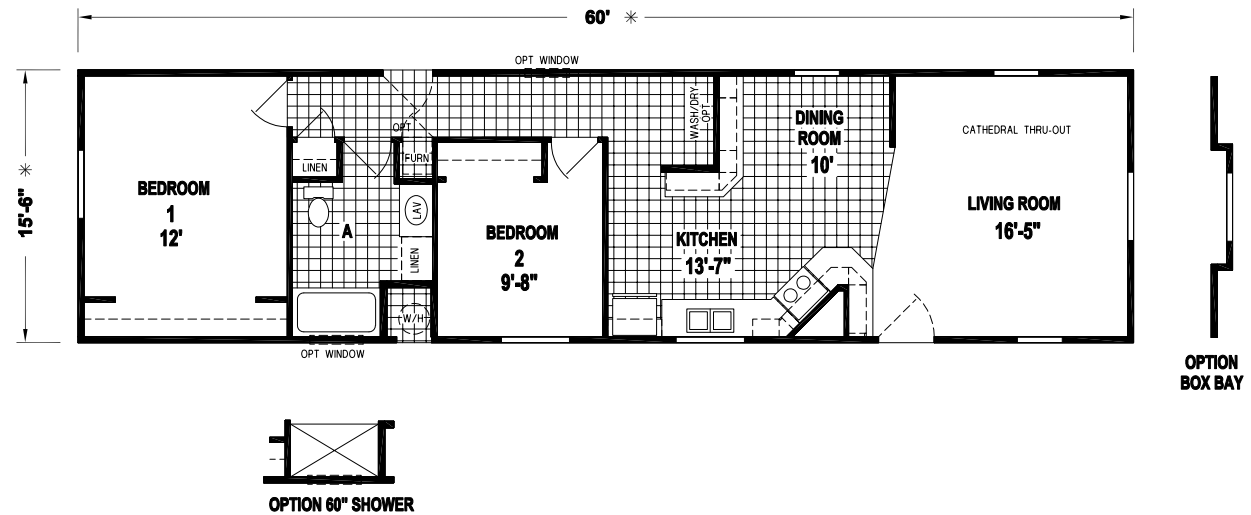 60' ✳
15'-6" ✳
OPT WINDOW
BEDROOM
1
12'
LINEN
OPT
FURN
A
LAV
LINEN
W/H
OPT WINDOW
BEDROOM
2
9'-8"
WASH/DRY
OPT
KITCHEN
13'-7"
DINING
ROOM
10'
CATHEDRAL THRU-OUT
LIVING ROOM
16'-5"
OPTION
BOX BAY
OPTION 60" SHOWER